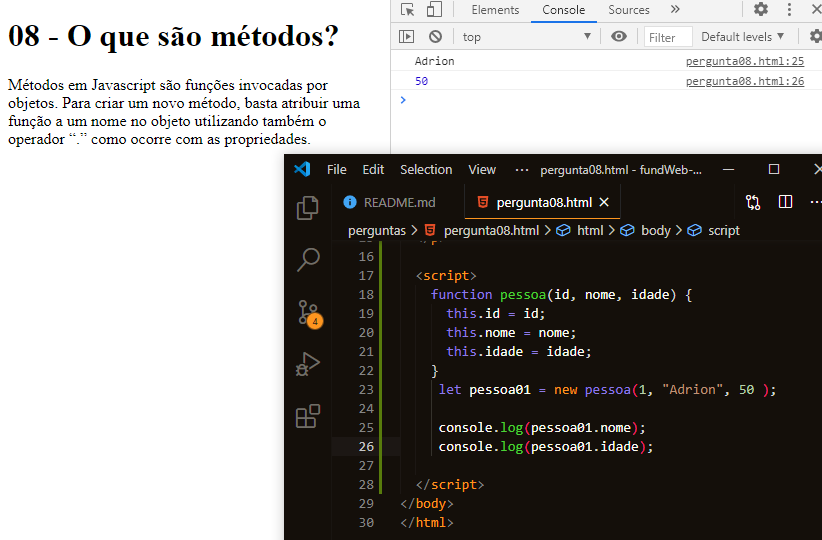 08 - O que são métodos?
Métodos em Javascript são funções invocadas por
objetos. Para criar um novo método, basta atribuir uma
função a um nome no objeto utilizando também o
operador “.” como ocorre com as propriedades.
Elements Console Sources »
top Filter Default levels ▼
Adrion pergunta08.html:25
50 pergunta08.html:26
>
File Edit Selection View ··· pergunta08.html - fundWeb-...
README.md pergunta08.html ×
perguntas > pergunta08.html > html > body > script
4
16
17 <script>
18 function pessoa(id, nome, idade) {
19 this.id = id;
20 this.nome = nome;
21 this.idade = idade;
22 }
23 let pessoa01 = new pessoa(1, "Adrion", 50 );
24
25 console.log(pessoa01.nome);
26 console.log(pessoa01.idade);
27
28 </script>
29 </body>
30 </html>